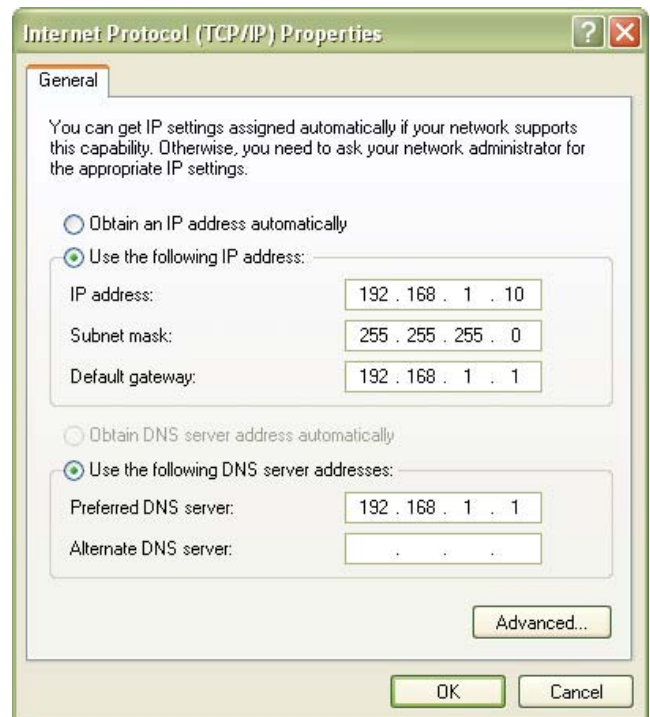 Internet Protocol (TCP/IP) Properties
General
You can get IP settings assigned automatically if your network supports
this capability. Otherwise, you need to ask your network administrator for
the appropriate IP settings.
Obtain an IP address automatically
Use the following IP address:
IP address: 192 . 168 . 1 . 10
Subnet mask: 255 . 255 . 255 . 0
Default gateway: 192 . 168 . 1 . 1
Obtain DNS server address automatically
Use the following DNS server addresses:
Preferred DNS server: 192 . 168 . 1 . 1
Alternate DNS server: . . .
Advanced...
OK Cancel